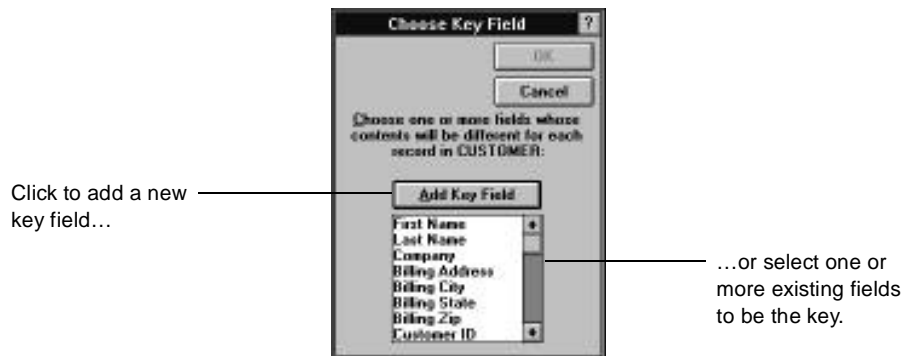 Choose Key Field ?
OK
Cancel
Choose one or more fields whose
contents will be different for each
record in CUSTOMER:
Click to add a new
key field…
Add Key Field
First Name
Last Name
Company
Billing Address
Billing City
Billing State
Billing Zip
Customer ID
…or select one or
more existing fields
to be the key.